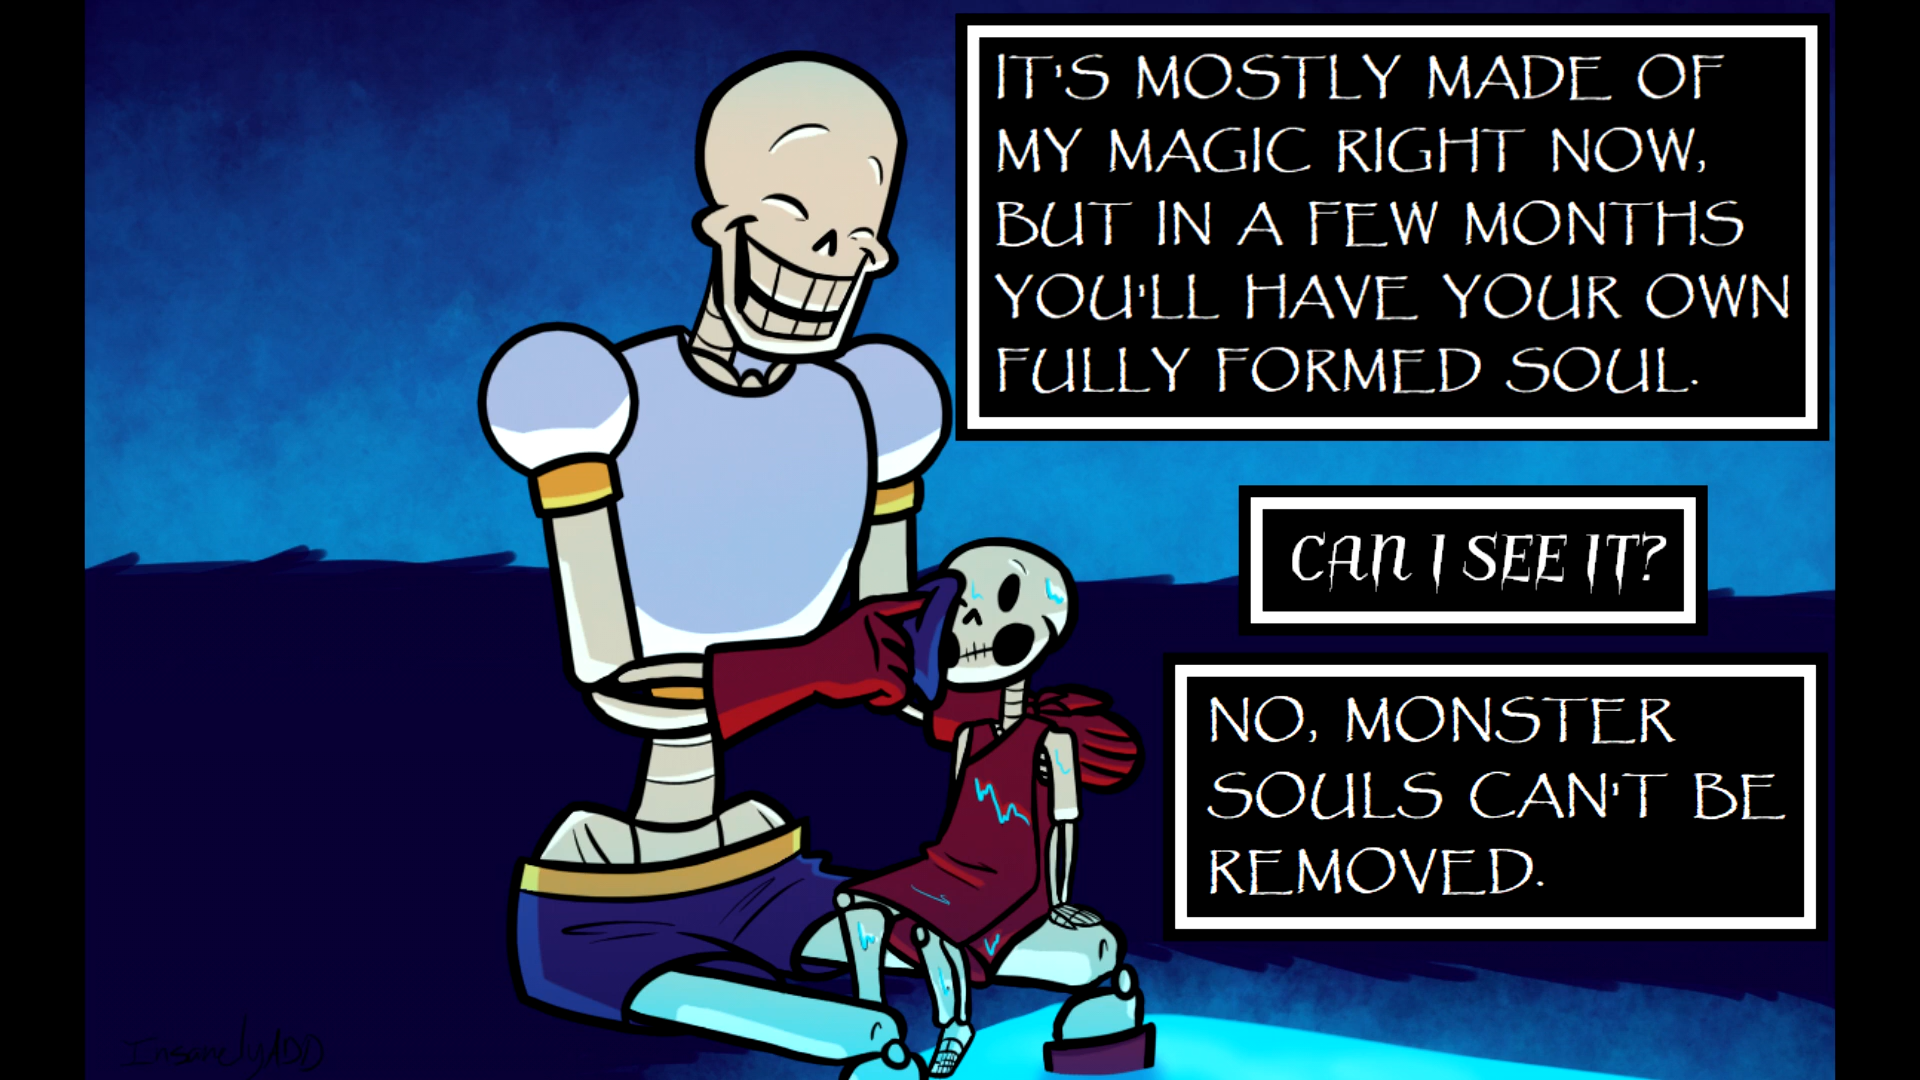 IT'S MOSTLY MADE OF
MY MAGIC RIGHT NOW,
BUT IN A FEW MONTHS
YOU'LL HAVE YOUR OWN
FULLY FORMED SOUL.
CAN I SEE IT?
NO, MONSTER
SOULS CAN'T BE
REMOVED.
InsanelyADD